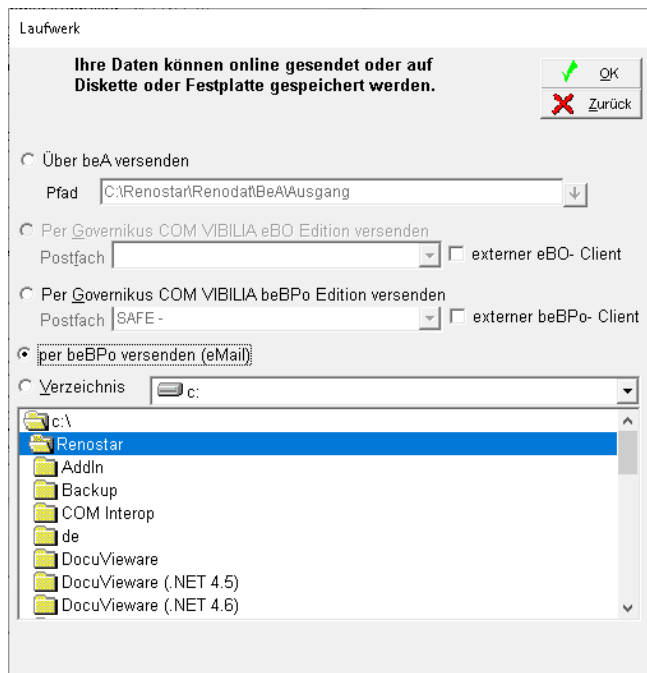 Laufwerk
Ihre Daten können online gesendet oder auf
Diskette oder Festplatte gespeichert werden.
OK
Zurück
Über beA versenden
Pfad C:\Renostar\Renodat\BeA\Ausgang
Per Governikus COM VIBILIA eBO Edition versenden
Postfach externer eBO- Client
Per Governikus COM VIBILIA beBPo Edition versenden
Postfach SAFE - externer beBPo- Client
per beBPo versenden (eMail)
Verzeichnis c:
c:\
Renostar
AddIn
Backup
COM Interop
de
DocuVieware
DocuVieware (.NET 4.5)
DocuVieware (.NET 4.6)